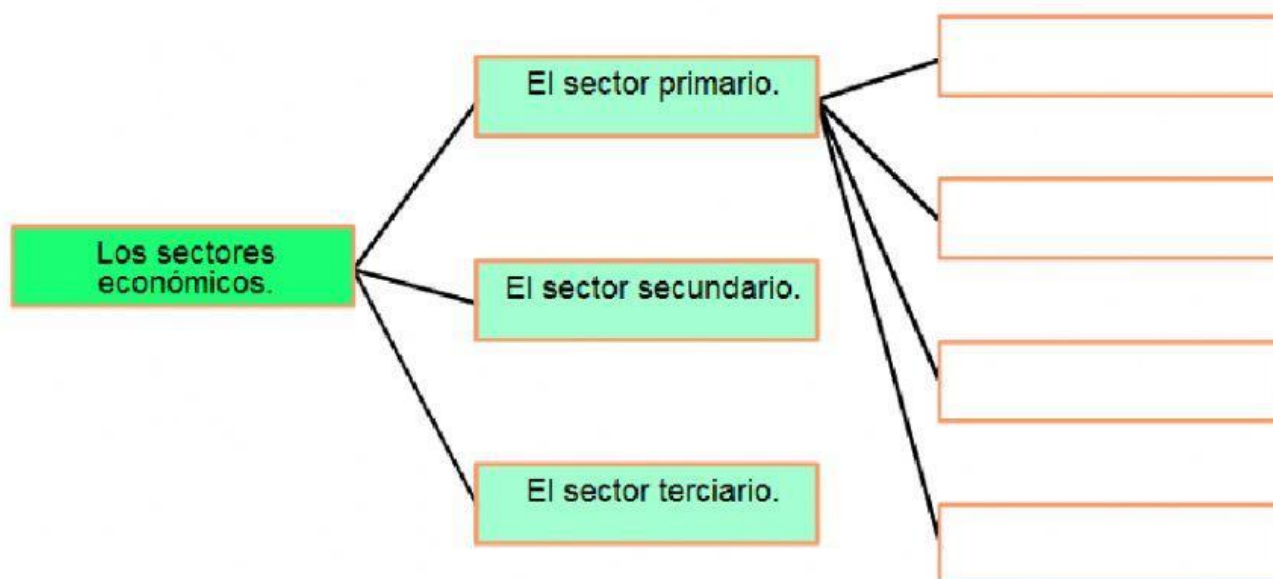 El sector primario.
Los sectores
económicos.
El sector secundario.
El sector terciario.